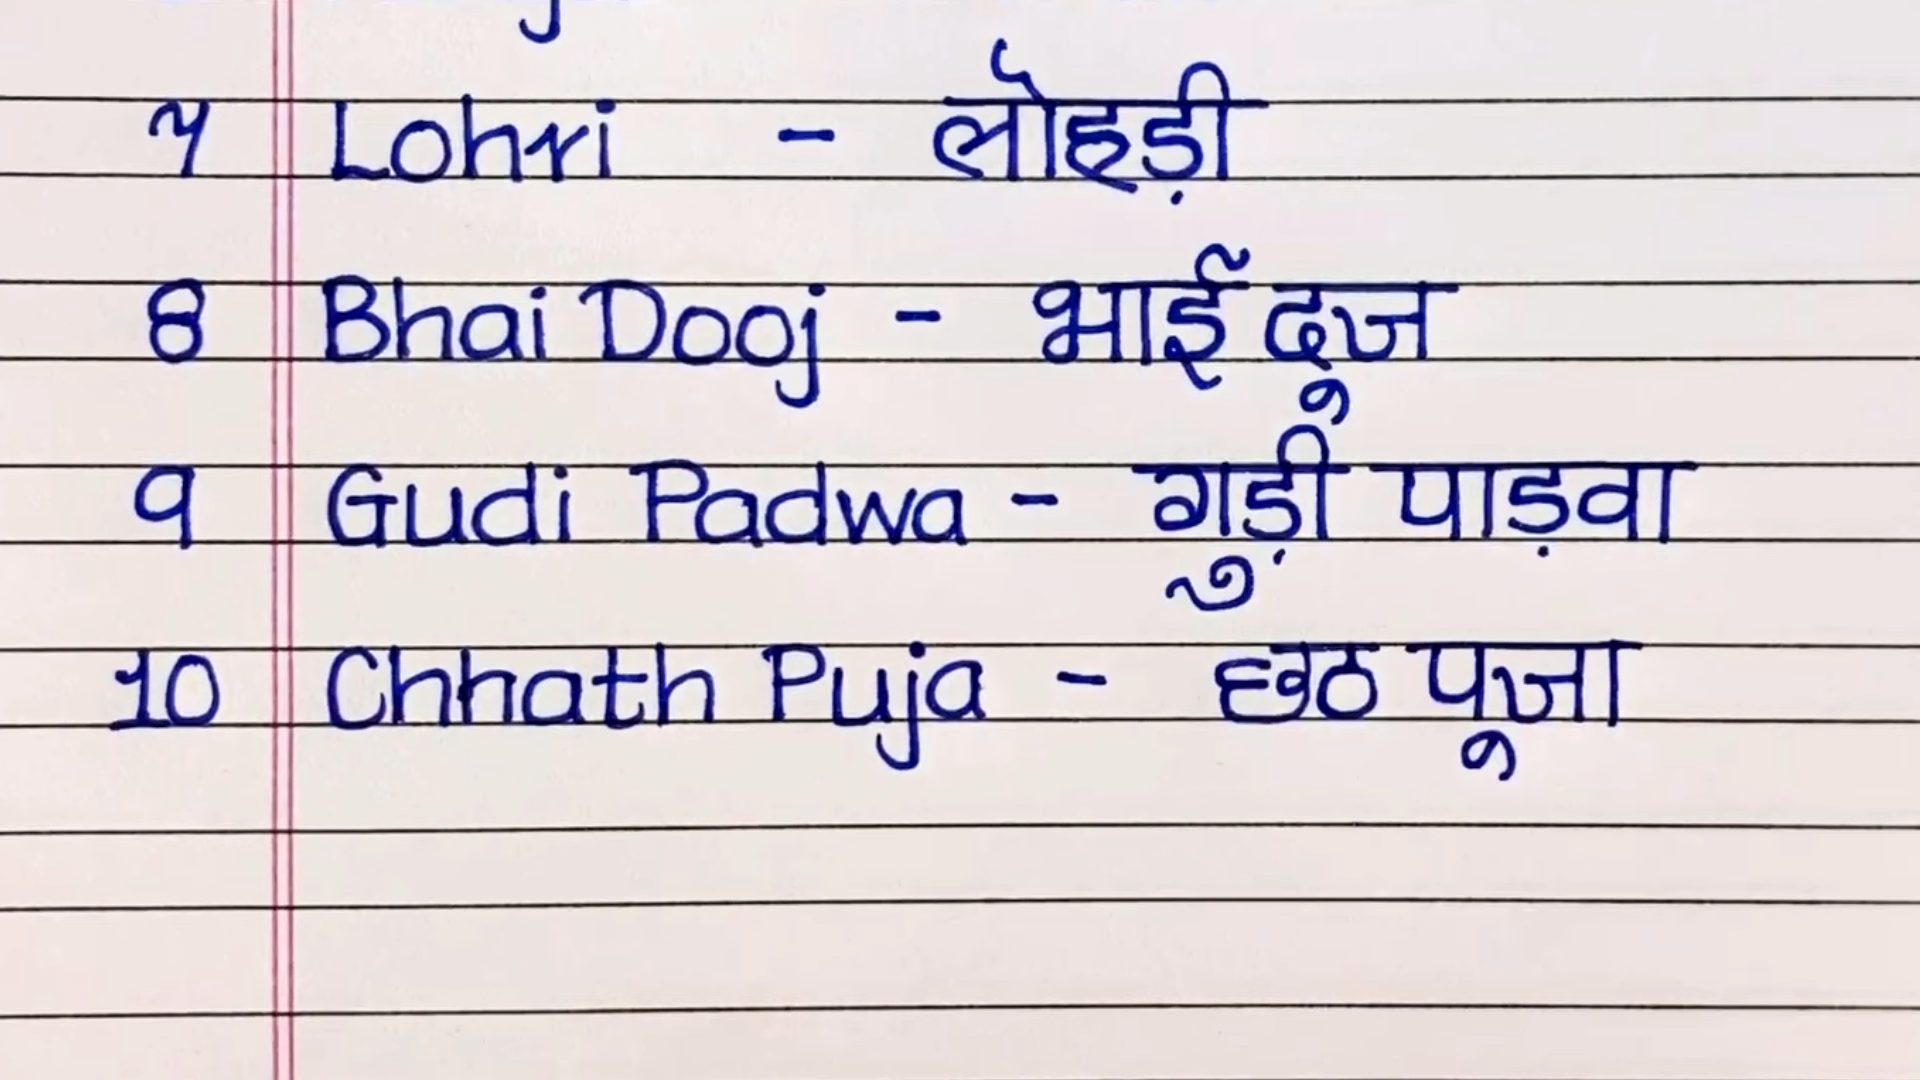 7 Lohri - लोहड़ी
8 Bhai Dooj - भाई दूज
9 Gudi Padwa - गुड़ी पाड़वा
10 Chhath Puja - छठ पूजा